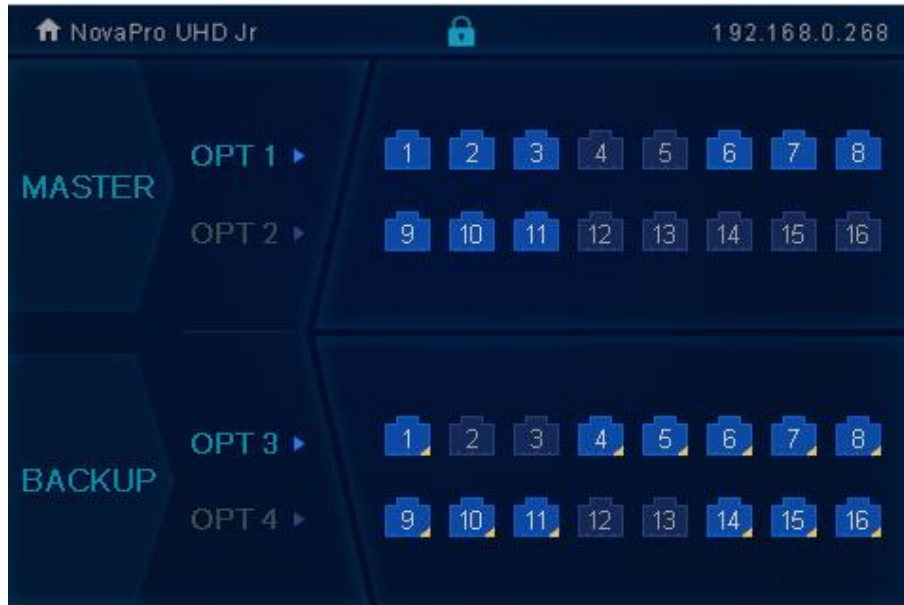 NovaPro UHD Jr 192.168.0.268
MASTER
OPT 1 1 2 3 4 5 6 7 8
OPT 2 9 10 11 12 13 14 15 16
BACKUP
OPT 3 1 2 3 4 5 6 7 8
OPT 4 9 10 11 12 13 14 15 16